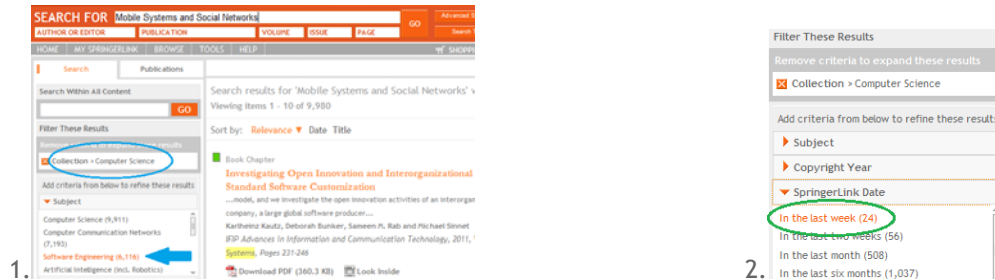 SEARCH FOR Mobile Systems and Social Networks GO Advanced S
AUTHOR OR EDITOR PUBLICATION VOLUME ISSUE PAGE Search T
HOME MY SPRINGERLINK BROWSE TOOLS HELP SHOPPI
Search Publications
Search Within All Content
GO
Filter These Results
Remove criteria to expand these results
Collection › Computer Science
Add criteria from below to refine these results
Subject
Computer Science (9,911)
Computer Communication Networks
(7,193)
Software Engineering (6,116)
Artificial Intelligence (incl. Robotics)
Search results for 'Mobile Systems and Social Networks' w
Viewing items 1 - 10 of 9,980
Sort by: Relevance ▼ Date Title
Book Chapter
Investigating Open Innovation and Interorganizational
Standard Software Customization
...model, and we investigate the open innovation activities of an interorgan
company, a large global software producer...
Karlheinz Kautz, Deborah Bunker, Sameen M. Rab and Michael Sinnet
IFIP Advances in Information and Communication Technology, 2011,
Systems, Pages 231-246
Download PDF (360.3 KB) Look Inside
1.
Filter These Results
Remove criteria to expand these results
Collection › Computer Science
Add criteria from below to refine these results
Subject
Copyright Year
SpringerLink Date
In the last week (24)
In the last two weeks (56)
In the last month (508)
In the last six months (1,037)
2.